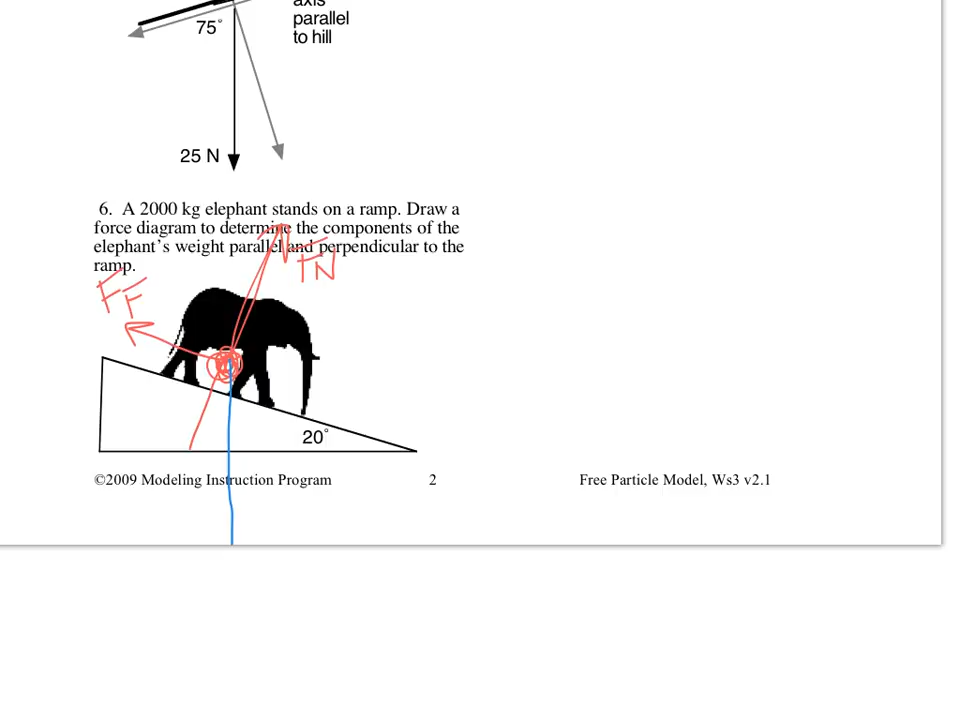 axis
parallel
to hill
75°
25 N
6. A 2000 kg elephant stands on a ramp. Draw a
force diagram to determine the components of the
elephant's weight parallel and perpendicular to the
ramp.
FN
FF
20°
©2009 Modeling Instruction Program 2 Free Particle Model, Ws3 v2.1